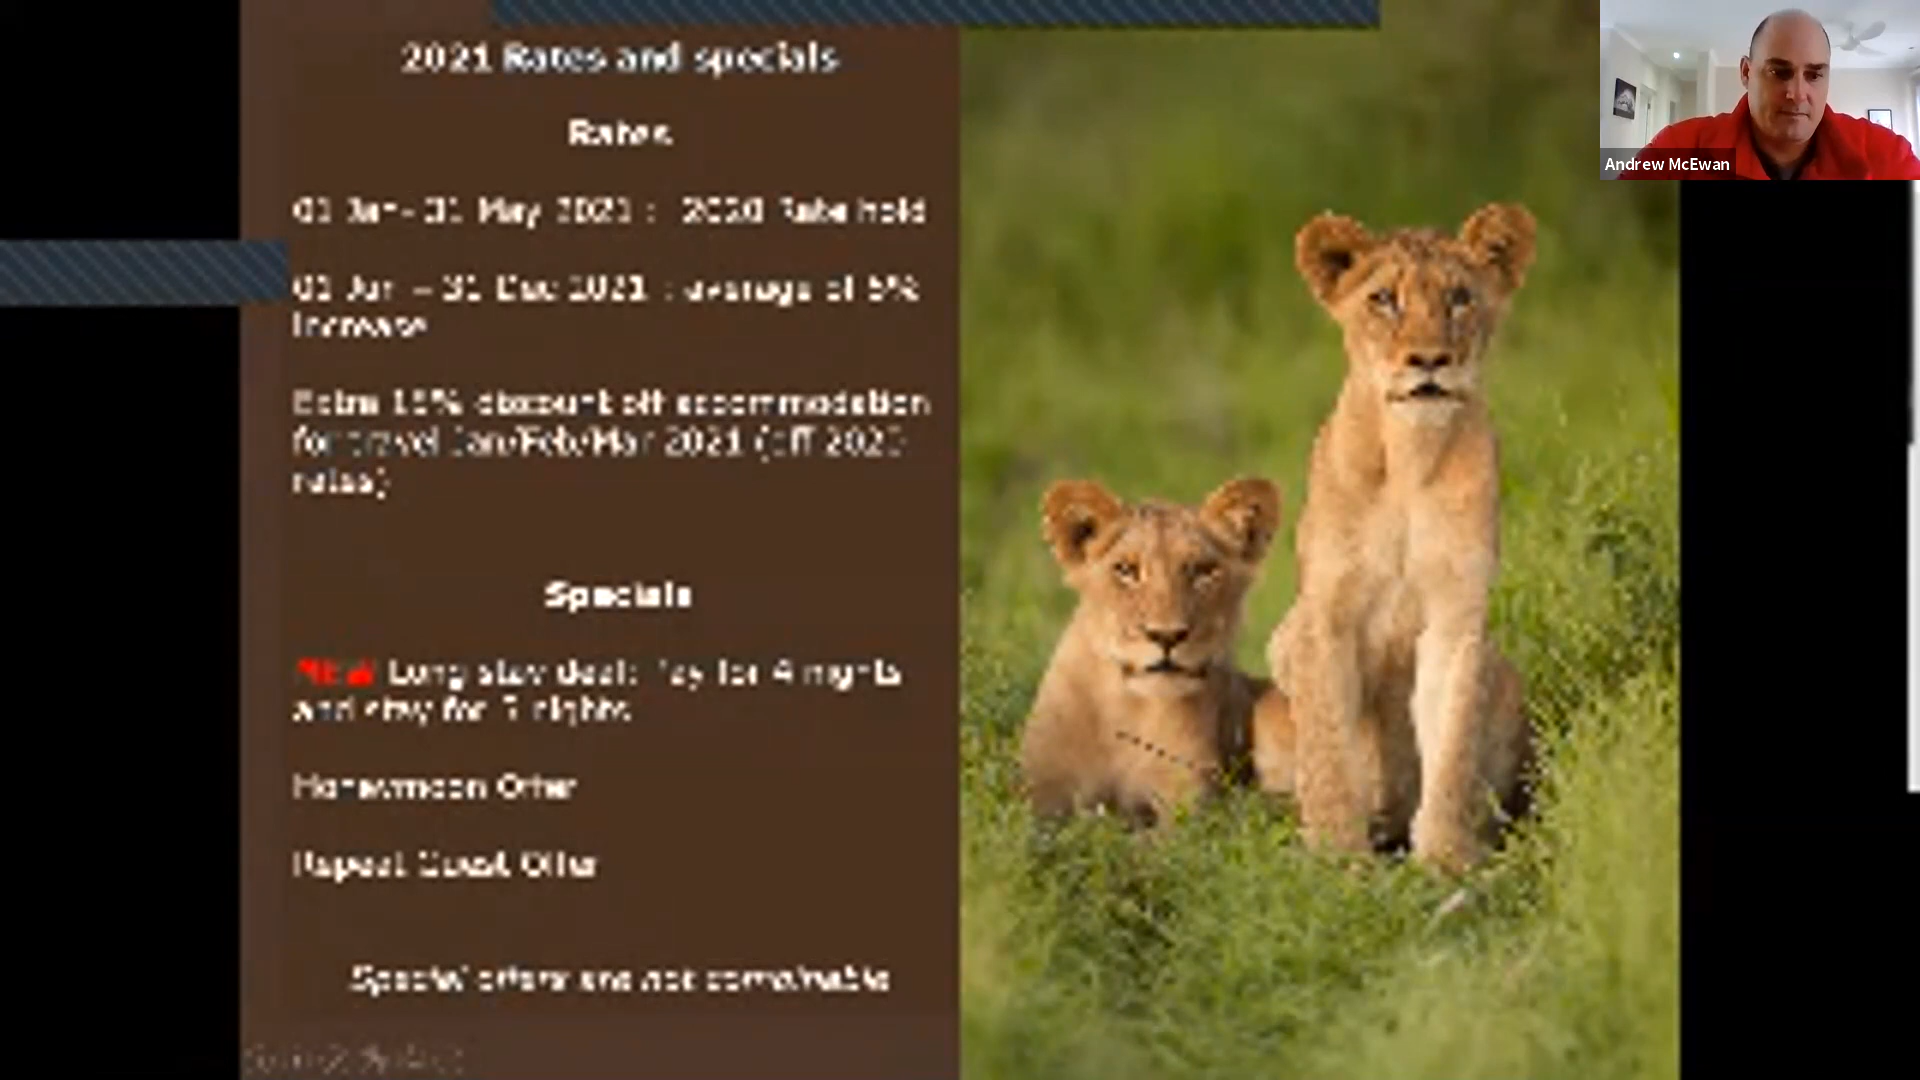 2021 Rates and specials
Rates
01 Jan - 31 May 2021 : 2020 Rate hold
01 Jun – 31 Dec 2021 : average of 5%
increase
Extra 15% discount off accommodation
for travel Jan/Feb/Mar 2021 (off
rates)
Specials
NEW Long stay deal: Pay for 4 nights
and stay for nights
Honeymoon Offer
Repeat Guest Offer
Special offers are not combinable
Andrew McEwan